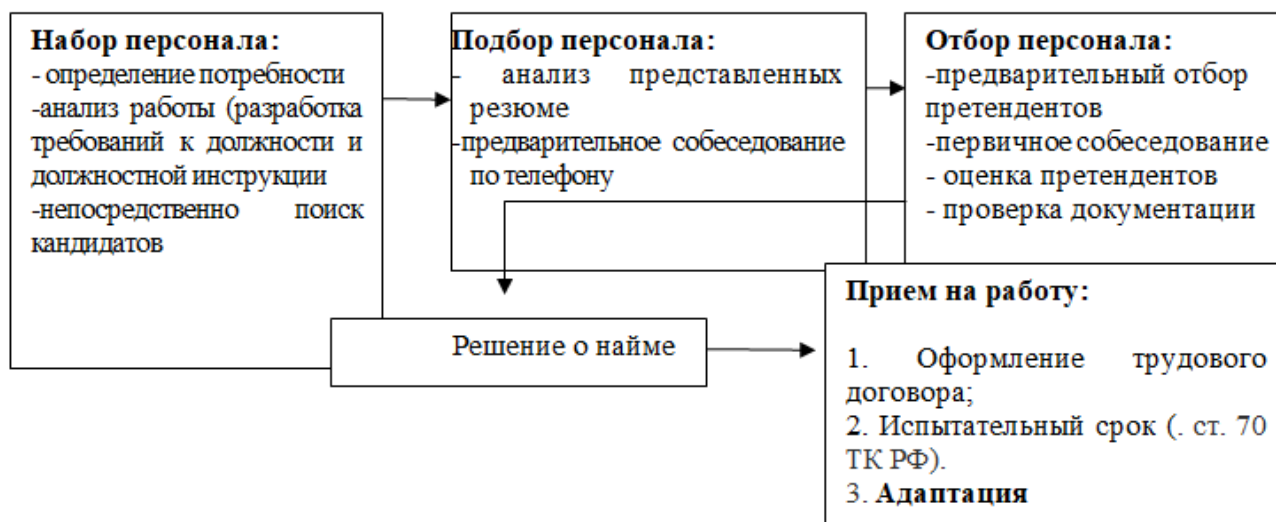 Набор персонала:
- определение потребности
-анализ работы (разработка
требований к должности и
должностной инструкции
-непосредственно поиск
кандидатов
Подбор персонала:
- анализ представленных
резюме
-предварительное собеседование
по телефону
Отбор персонала:
-предварительный отбор
претендентов
-первичное собеседование
- оценка претендентов
- проверка документации
Решение о найме
Прием на работу:
1. Оформление трудового
договора;
2. Испытательный срок (. ст. 70
ТК РФ).
3. Адаптация